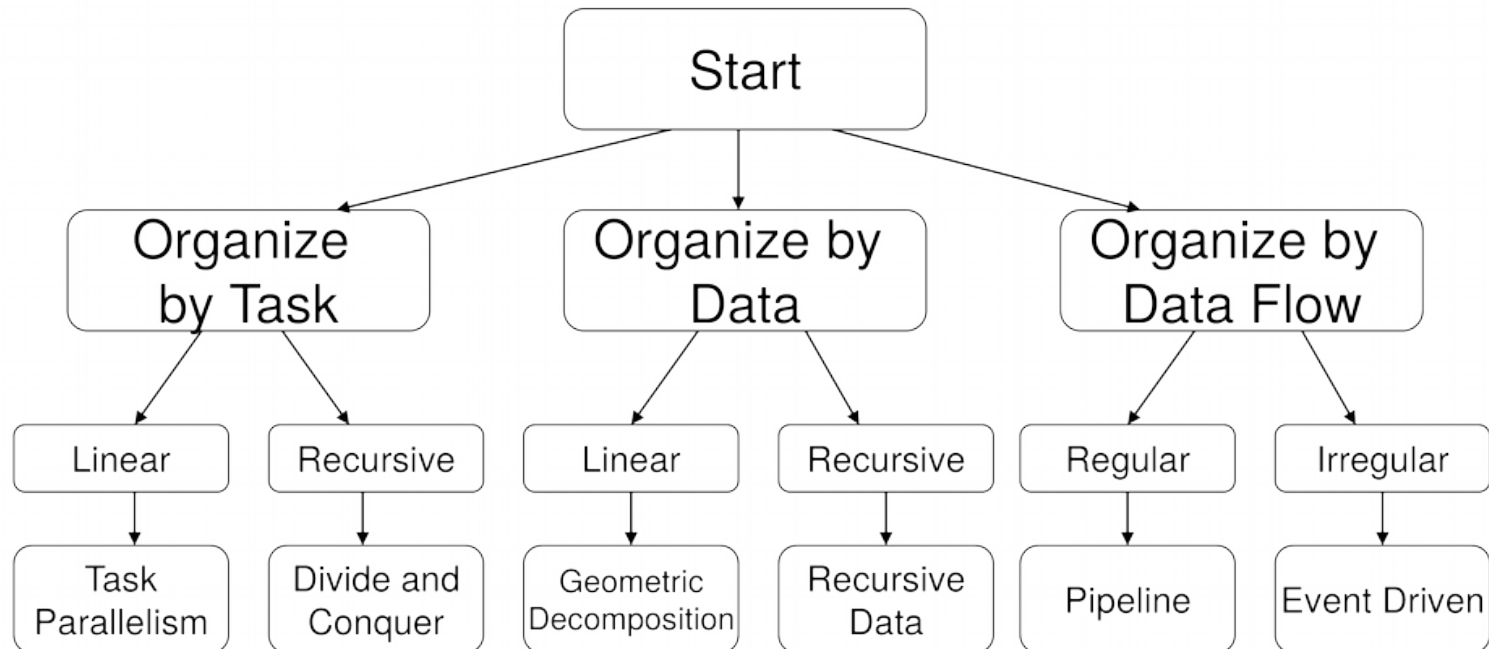 Start
Organize
by Task
Organize by
Data
Organize by
Data Flow
Linear
Recursive
Linear
Recursive
Regular
Irregular
Task
Parallelism
Divide and
Conquer
Geometric
Decomposition
Recursive
Data
Pipeline
Event Driven